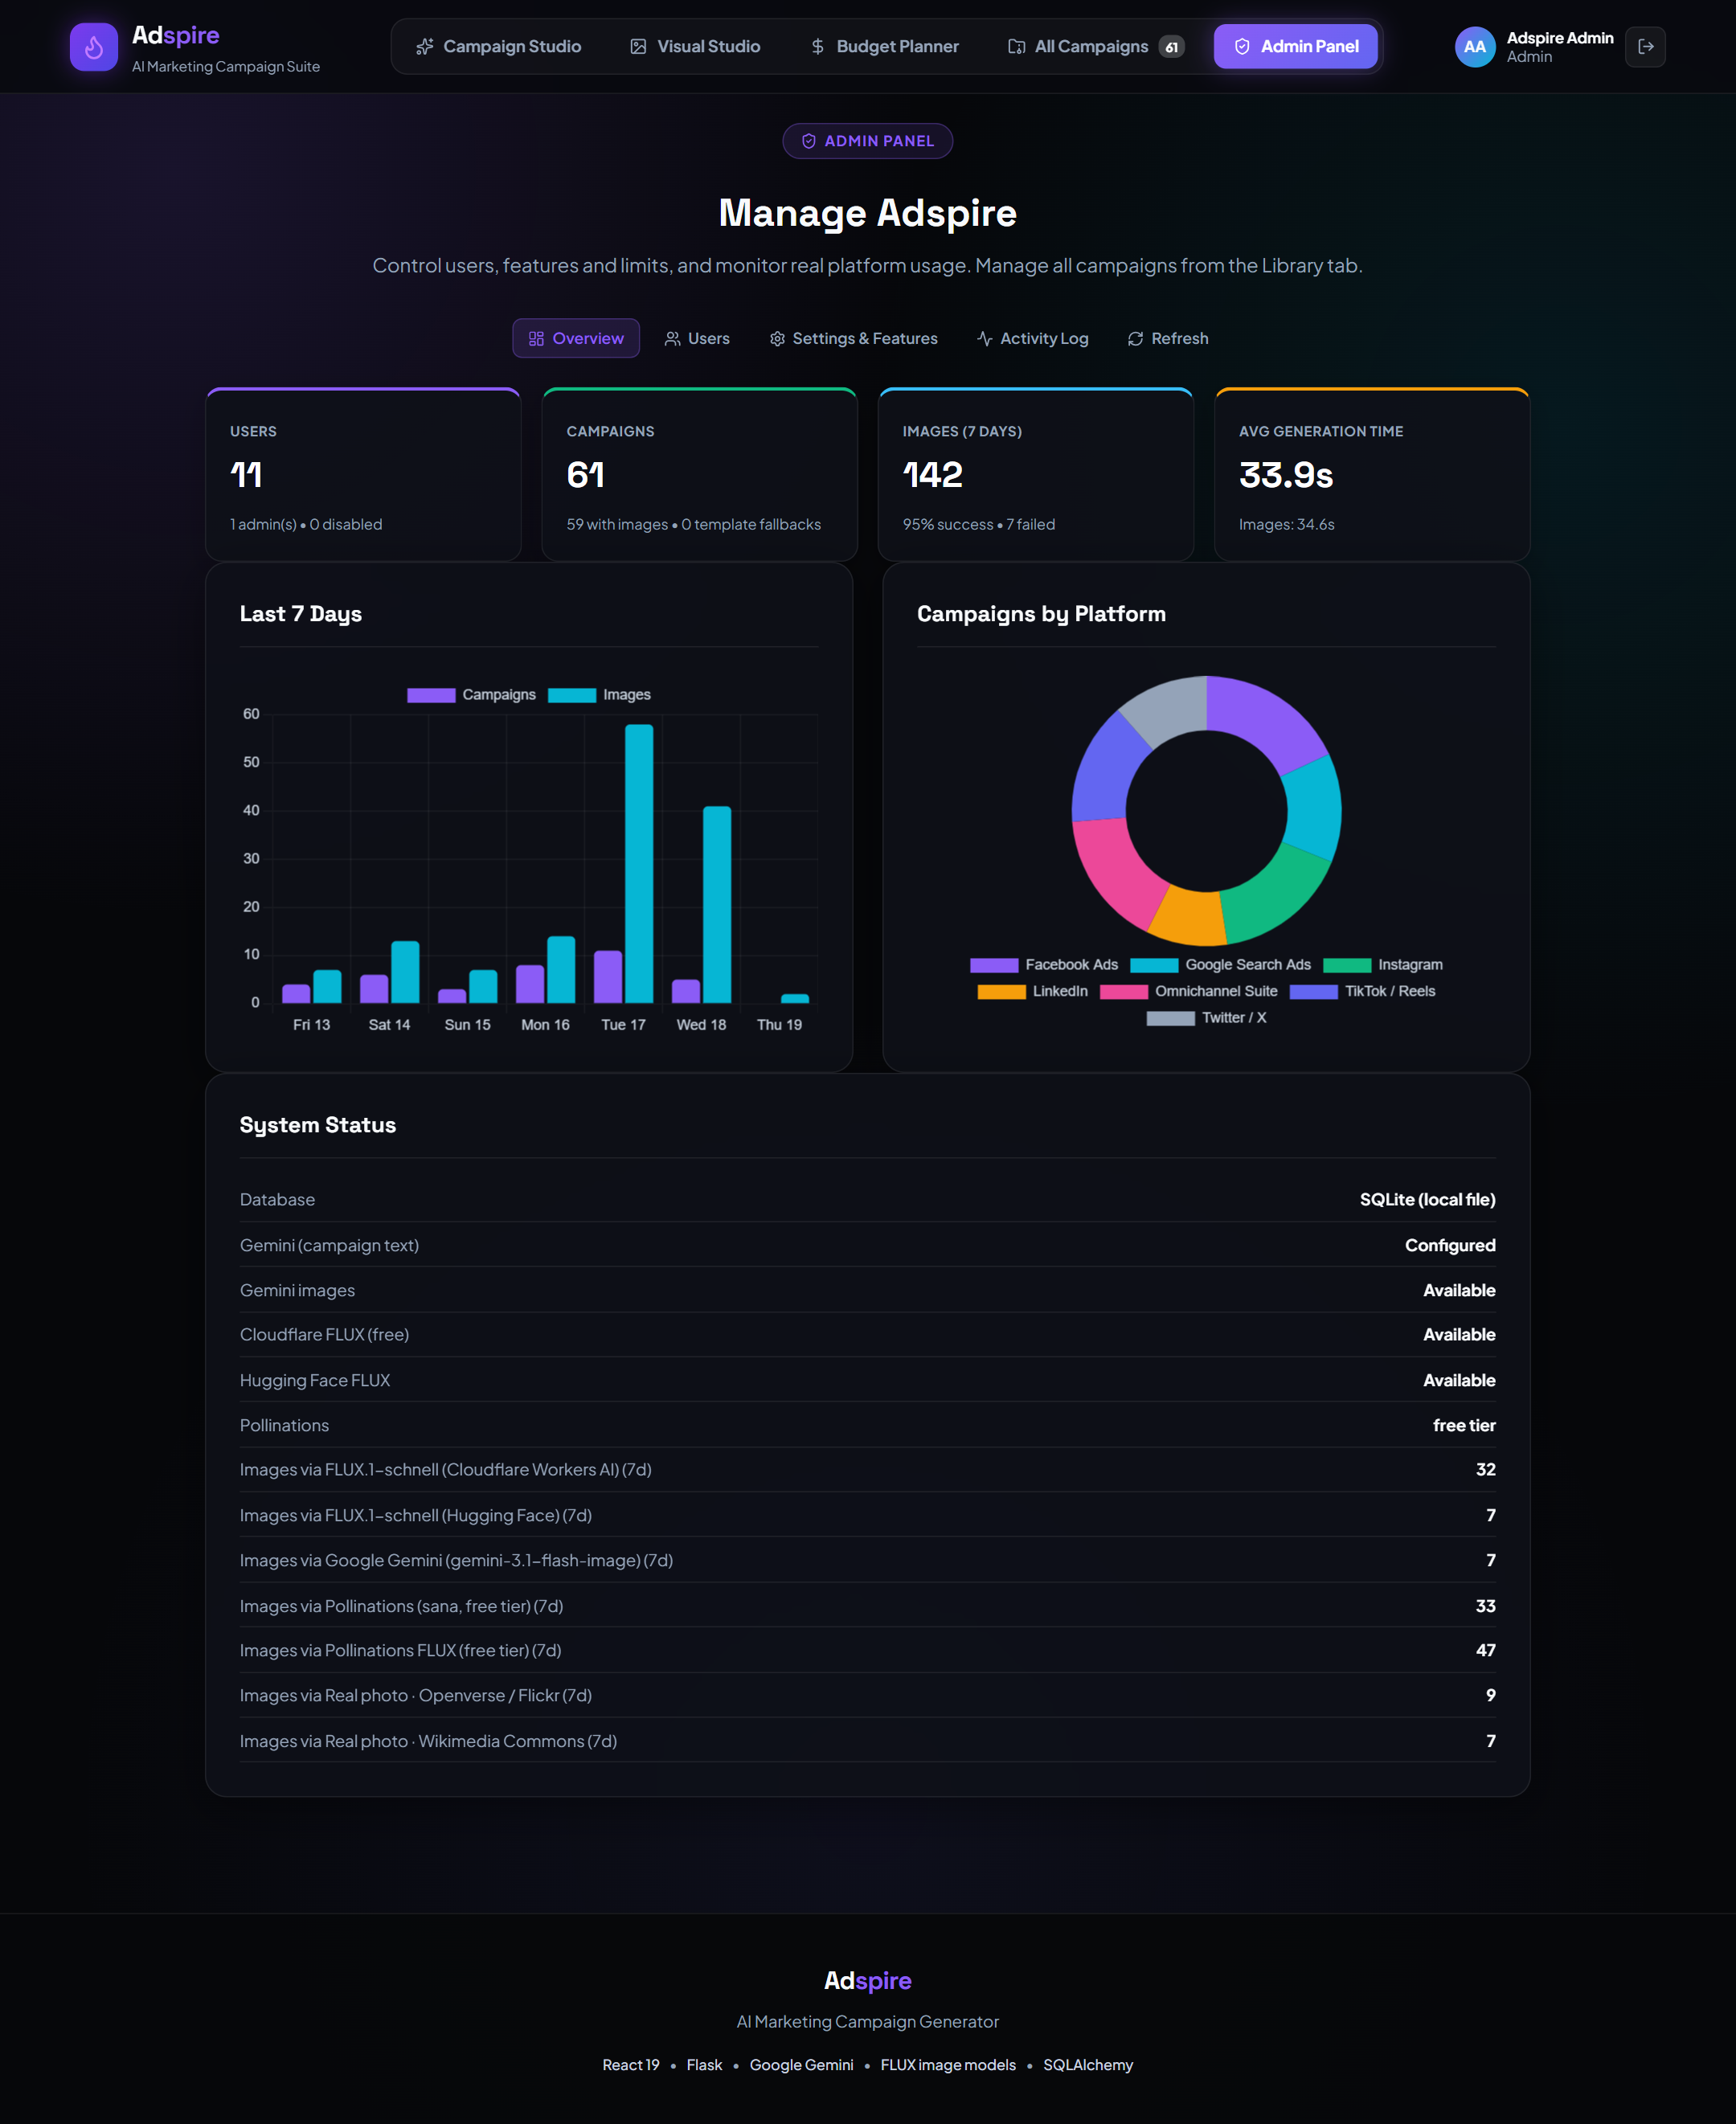 Adspire
AI Marketing Campaign Suite
Campaign Studio
Visual Studio
Budget Planner
All Campaigns 61
Admin Panel
AA
Adspire Admin
Admin
ADMIN PANEL
Manage Adspire
Control users, features and limits, and monitor real platform usage. Manage all campaigns from the Library tab.
Overview
Users
Settings & Features
Activity Log
Refresh
USERS
11
1 admin(s) • 0 disabled
CAMPAIGNS
61
59 with images • 0 template fallbacks
IMAGES (7 DAYS)
142
95% success • 7 failed
AVG GENERATION TIME
33.9s
Images: 34.6s
Last 7 Days
Campaigns Images
60
50
40
30
20
10
0
Fri 13 Sat 14 Sun 15 Mon 16 Tue 17 Wed 18 Thu 19
Campaigns by Platform
Facebook Ads Google Search Ads Instagram
LinkedIn Omnichannel Suite TikTok / Reels
Twitter / X
System Status
Database SQLite (local file)
Gemini (campaign text) Configured
Gemini images Available
Cloudflare FLUX (free) Available
Hugging Face FLUX Available
Pollinations free tier
Images via FLUX.1-schnell (Cloudflare Workers AI) (7d) 32
Images via FLUX.1-schnell (Hugging Face) (7d) 7
Images via Google Gemini (gemini-3.1-flash-image) (7d) 7
Images via Pollinations (sana, free tier) (7d) 33
Images via Pollinations FLUX (free tier) (7d) 47
Images via Real photo · Openverse / Flickr (7d) 9
Images via Real photo · Wikimedia Commons (7d) 7
Adspire
AI Marketing Campaign Generator
React 19 • Flask • Google Gemini • FLUX image models • SQLAlchemy